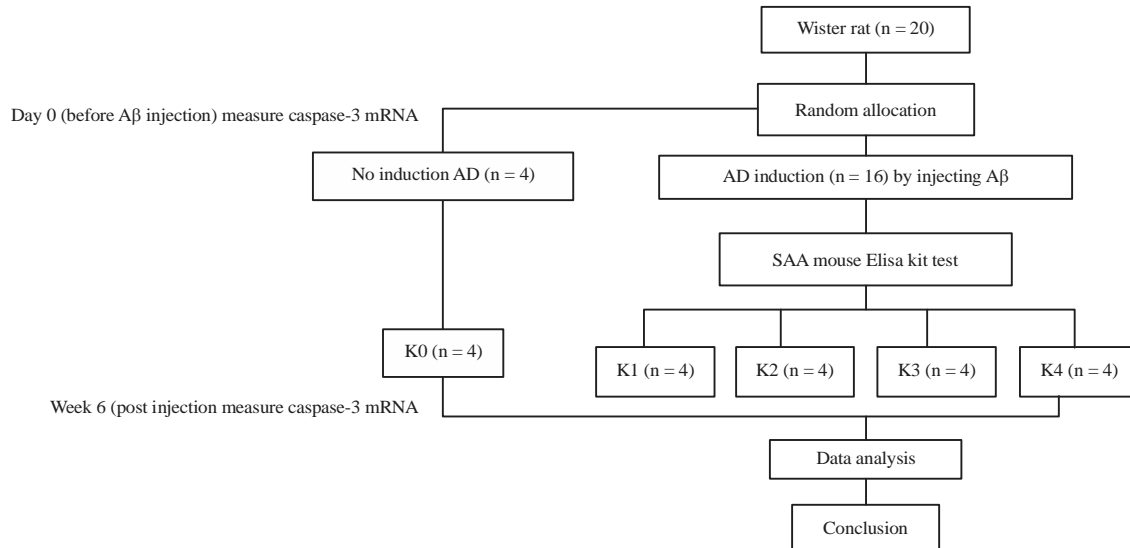 Wister rat (n = 20)
Day 0 (before Aβ injection) measure caspase-3 mRNA
Random allocation
No induction AD (n = 4)
AD induction (n = 16) by injecting Aβ
SAA mouse Elisa kit test
K0 (n = 4)
K1 (n = 4)
K2 (n = 4)
K3 (n = 4)
K4 (n = 4)
Week 6 (post injection measure caspase-3 mRNA
Data analysis
Conclusion